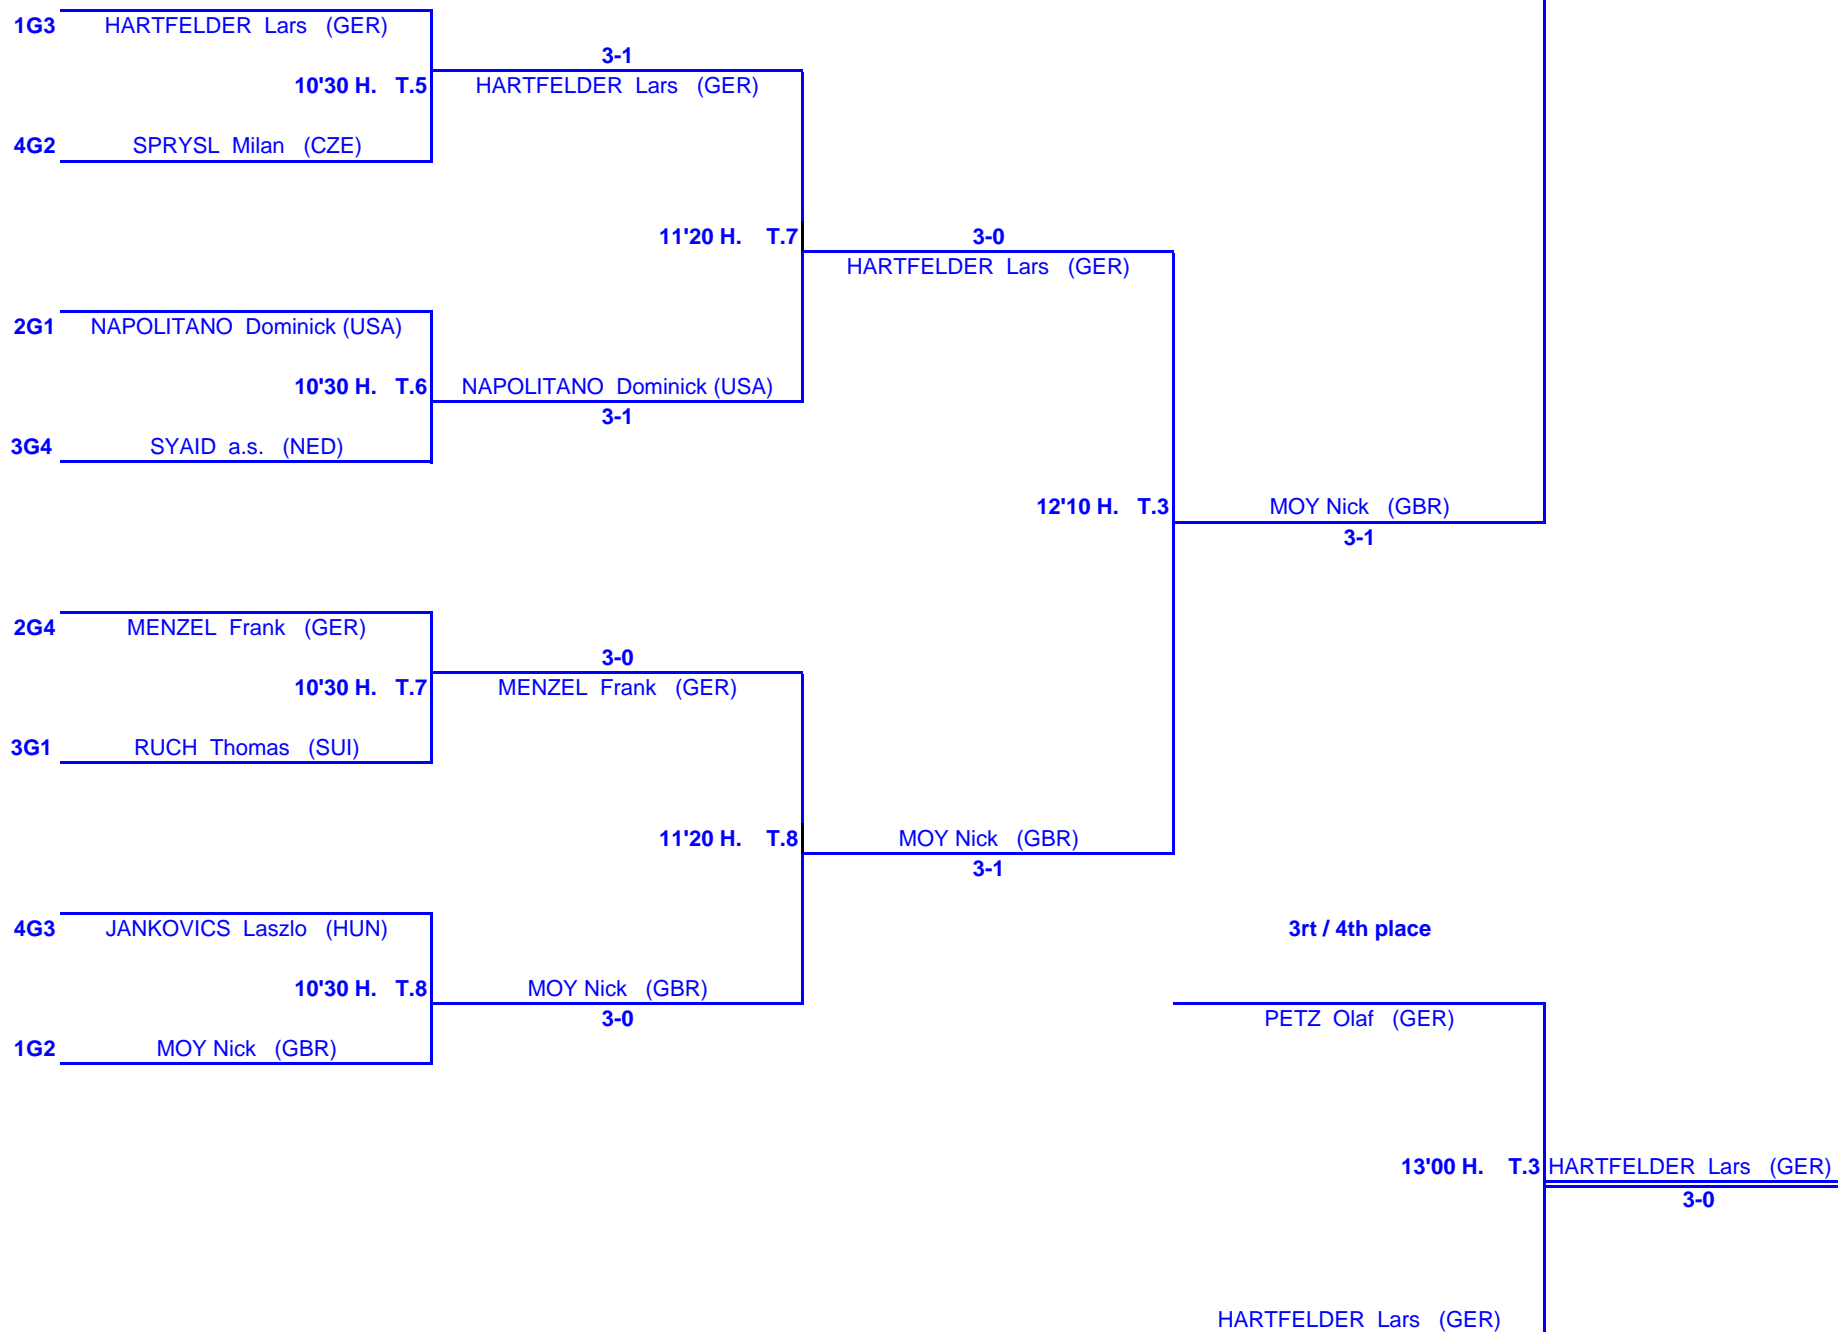 1G3 HARTFELDER Lars (GER)
3-1
10'30 H. T.5 HARTFELDER Lars (GER)
4G2 SPRYSL Milan (CZE)
11'20 H. T.7 3-0
HARTFELDER Lars (GER)
2G1 NAPOLITANO Dominick (USA)
10'30 H. T.6 NAPOLITANO Dominick (USA)
3-1
3G4 SYAID a.s. (NED)
12'10 H. T.3 MOY Nick (GBR)
3-1
2G4 MENZEL Frank (GER)
3-0
10'30 H. T.7 MENZEL Frank (GER)
3G1 RUCH Thomas (SUI)
11'20 H. T.8 MOY Nick (GBR)
3-1
4G3 JANKOVICS Laszlo (HUN) 3rt / 4th place
10'30 H. T.8 MOY Nick (GBR)
3-0 PETZ Olaf (GER)
1G2 MOY Nick (GBR)
13'00 H. T.3 HARTFELDER Lars (GER)
3-0
HARTFELDER Lars (GER)